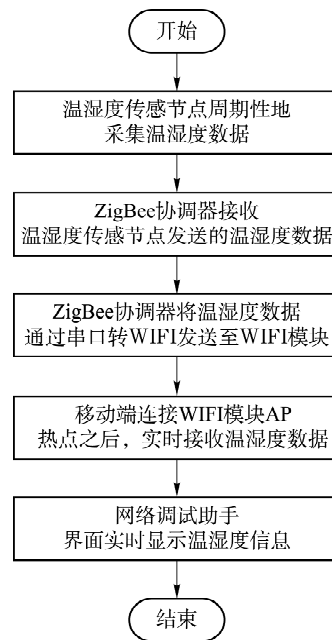 开始
温湿度传感节点周期性地
采集温湿度数据
ZigBee协调器接收
温湿度传感节点发送的温湿度数据
ZigBee协调器将温湿度数据
通过串口转WIFI发送至WIFI模块
移动端连接WIFI模块AP
热点之后，实时接收温湿度数据
网络调试助手
界面实时显示温湿度信息
结束